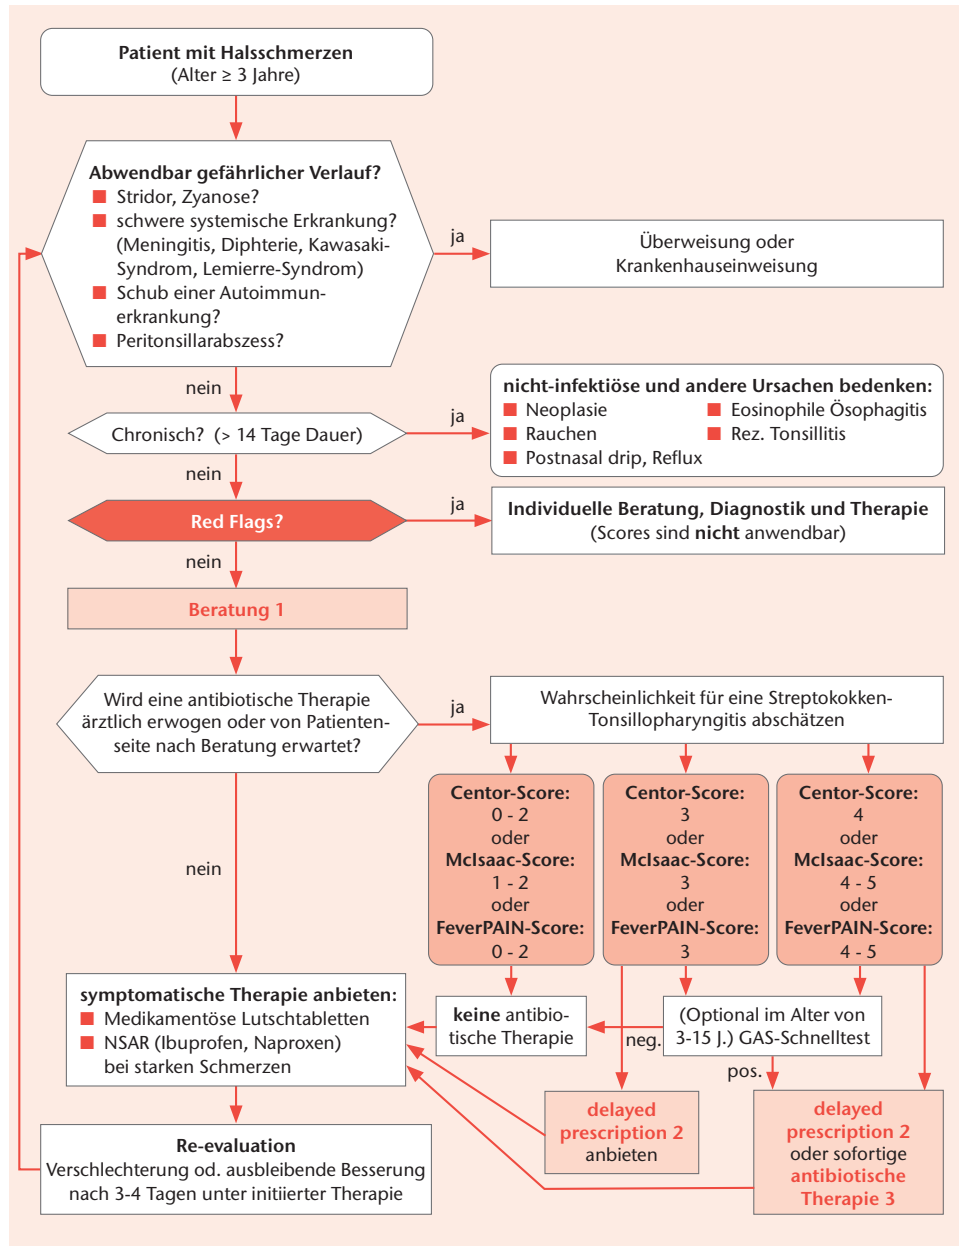 Patient mit Halsschmerzen
(Alter ≥ 3 Jahre)
Abwendbar gefährlicher Verlauf?
■ Stridor, Zyanose?
■ schwere systemische Erkrankung?
(Meningitis, Diphterie, Kawasaki-
Syndrom, Lemierre-Syndrom)
■ Schub einer Autoimmun-
erkrankung?
■ Peritonsillarabszess?
ja
Überweisung oder
Krankenhauseinweisung
nein
Chronisch? (> 14 Tage Dauer)
ja
nicht-infektiöse und andere Ursachen bedenken:
■ Neoplasie
■ Rauchen
■ Postnasal drip, Reflux
■ Eosinophile Ösophagitis
■ Rez. Tonsillitis
nein
Red Flags?
ja
Individuelle Beratung, Diagnostik und Therapie
(Scores sind nicht anwendbar)
nein
Beratung 1
Wird eine antibiotische Therapie
ärztlich erwogen oder von Patienten-
seite nach Beratung erwartet?
ja
Wahrscheinlichkeit für eine Streptokokken-
Tonsillopharyngitis abschätzen
Centor-Score:
0 - 2
oder
McIsaac-Score:
1 - 2
oder
FeverPAIN-Score:
0 - 2
Centor-Score:
3
oder
McIsaac-Score:
3
oder
FeverPAIN-Score:
3
Centor-Score:
4
oder
McIsaac-Score:
4 - 5
oder
FeverPAIN-Score:
4 - 5
nein
symptomatische Therapie anbieten:
■ Medikamentöse Lutschtabletten
■ NSAR (Ibuprofen, Naproxen)
bei starken Schmerzen
keine antibio-
tische Therapie
neg.
(Optional im Alter von
3-15 J.) GAS-Schnelltest
pos.
delayed
prescription 2
anbieten
delayed
prescription 2
oder sofortige
antibiotische
Therapie 3
Re-evaluation
Verschlechterung od. ausbleibende Besserung
nach 3-4 Tagen unter initiierter Therapie